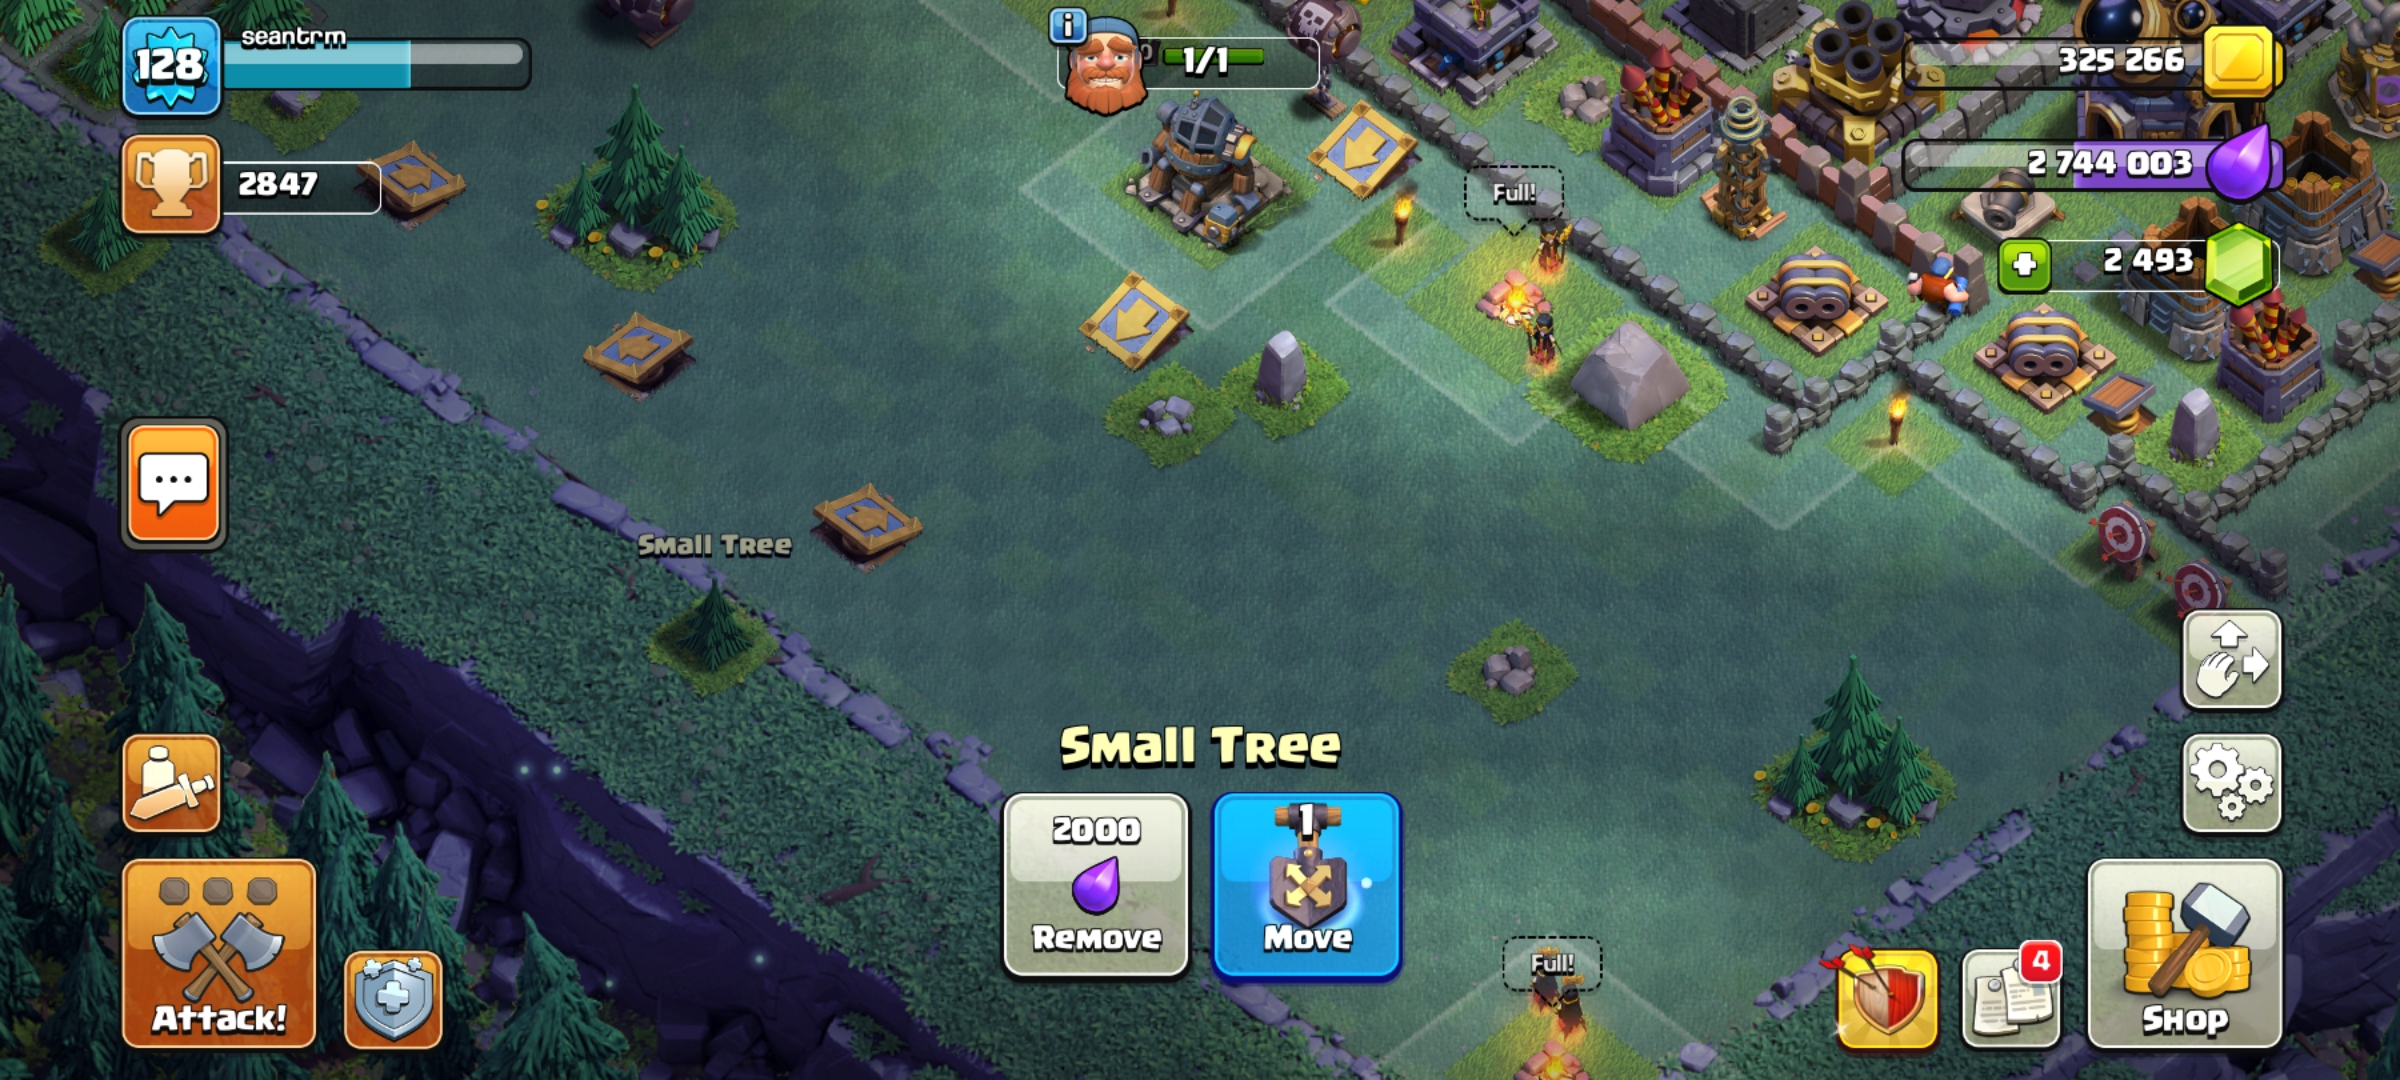 seantrm
128
2847
1/1
325 266
2 744 003
2 493
Full!
Small Tree
Small Tree
2000
Remove
1
Move
Full!
Attack!
4
Shop